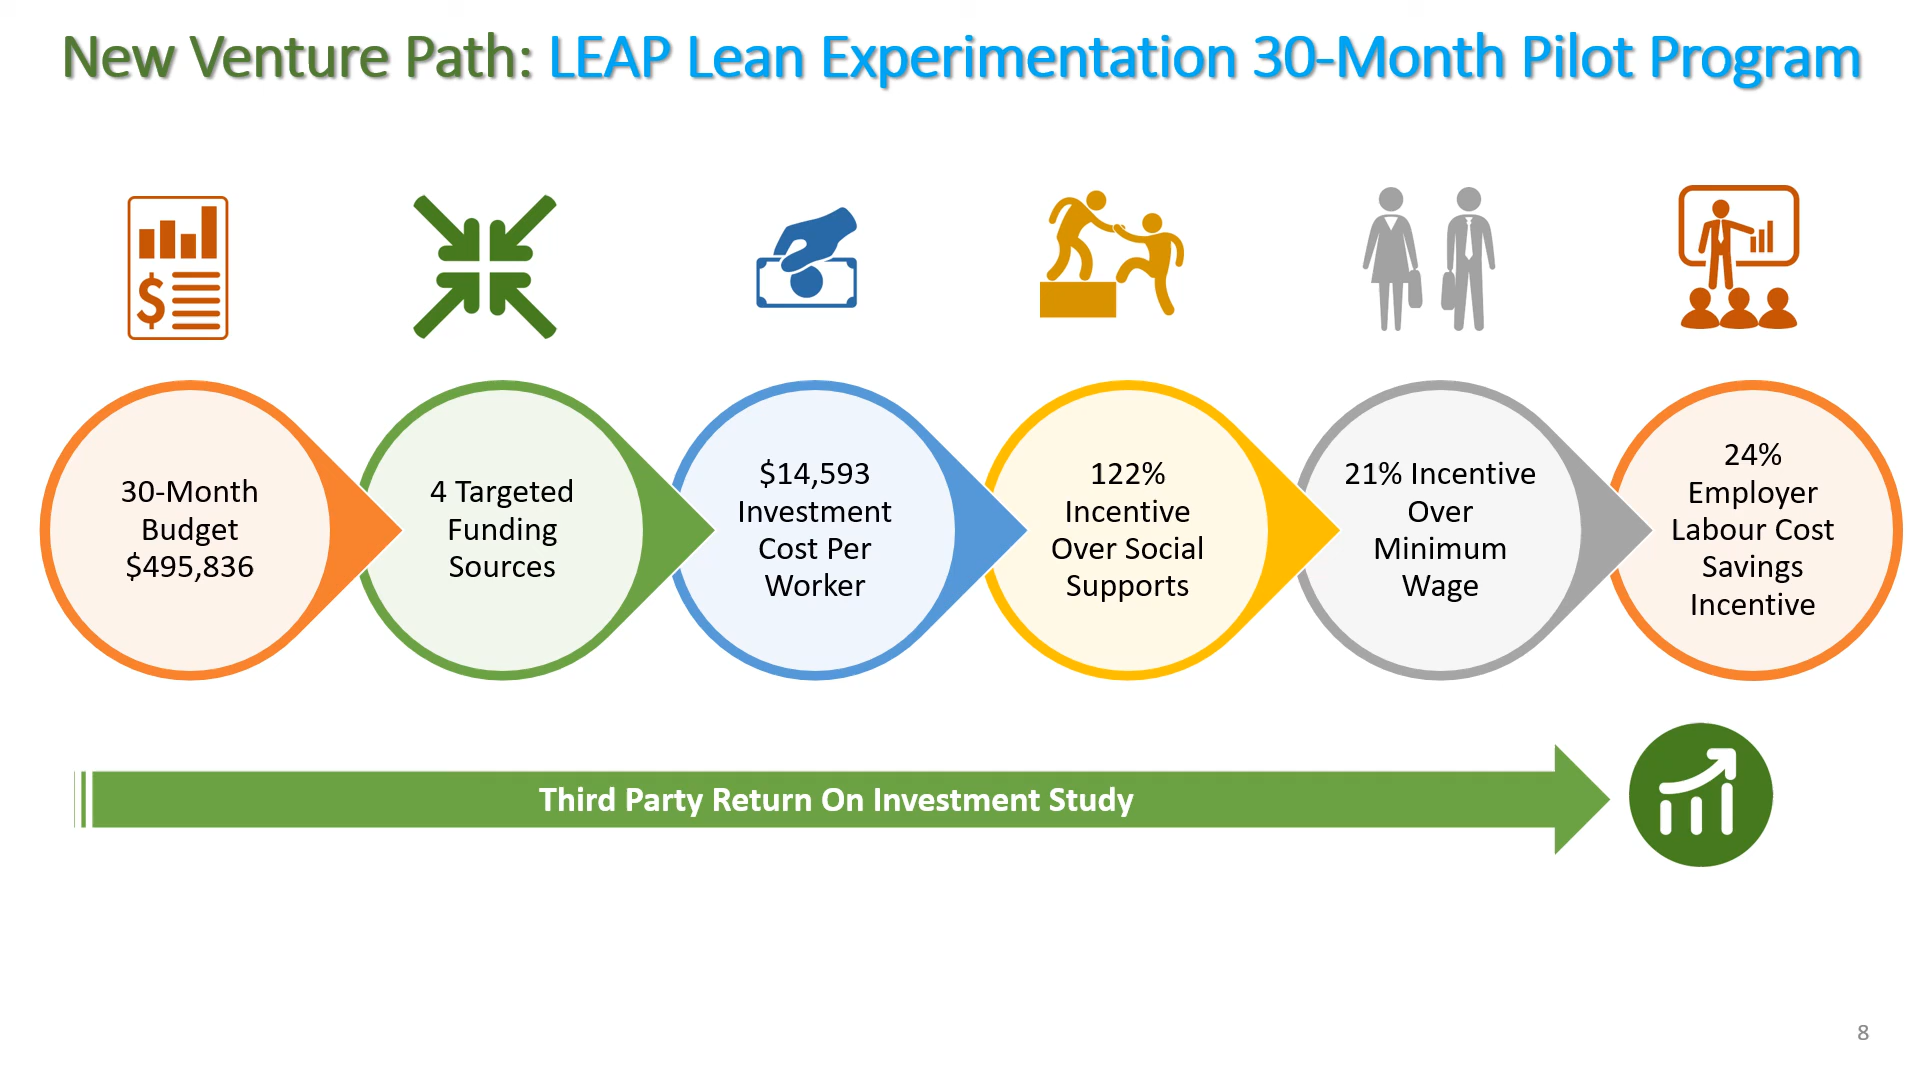 New Venture Path: LEAP Lean Experimentation 30-Month Pilot Program
$
30-Month
Budget
$495,836
4 Targeted
Funding
Sources
$14,593
Investment
Cost Per
Worker
122%
Incentive
Over Social
Supports
21% Incentive
Over
Minimum
Wage
24%
Employer
Labour Cost
Savings
Incentive
Third Party Return On Investment Study
8